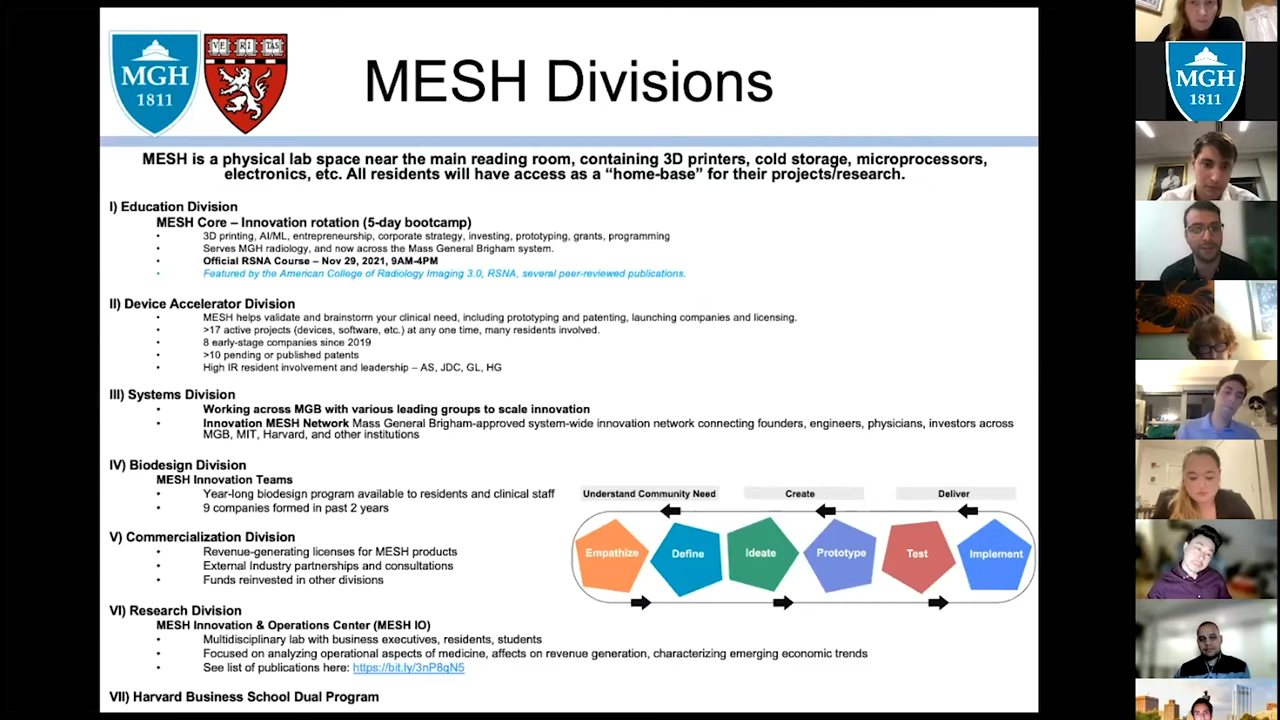 MGH
1811
VE RI TAS
MESH Divisions
MESH is a physical lab space near the main reading room, containing 3D printers, cold storage, microprocessors,
electronics, etc. All residents will have access as a “home-base” for their projects/research.
I) Education Division
MESH Core – Innovation rotation (5-day bootcamp)
• 3D printing, AI/ML, entrepreneurship, corporate strategy, investing, prototyping, grants, programming
• Serves MGH radiology, and now across the Mass General Brigham system.
• Official RSNA Course – Nov 29, 2021, 9AM-4PM
• Featured by the American College of Radiology Imaging 3.0, RSNA, several peer-reviewed publications.
II) Device Accelerator Division
• MESH helps validate and brainstorm your clinical need, including prototyping and patenting, launching companies and licensing.
• >17 active projects (devices, software, etc.) at any one time, many residents involved.
• 8 early-stage companies since 2019
• >10 pending or published patents
• High IR resident involvement and leadership – AS, JDC, GL, HG
III) Systems Division
• Working across MGB with various leading groups to scale innovation
• Innovation MESH Network Mass General Brigham-approved system-wide innovation network connecting founders, engineers, physicians, investors across
MGB, MIT, Harvard, and other institutions
IV) Biodesign Division
MESH Innovation Teams
• Year-long biodesign program available to residents and clinical staff
• 9 companies formed in past 2 years
V) Commercialization Division
• Revenue-generating licenses for MESH products
• External Industry partnerships and consultations
• Funds reinvested in other divisions
VI) Research Division
MESH Innovation & Operations Center (MESH IO)
• Multidisciplinary lab with business executives, residents, students
• Focused on analyzing operational aspects of medicine, affects on revenue generation, characterizing emerging economic trends
• See list of publications here: https://bit.ly/3nP8qN5
VII) Harvard Business School Dual Program
Understand Community Need
Create
Deliver
Empathize
Define
Ideate
Prototype
Test
Implement
MGH
1811